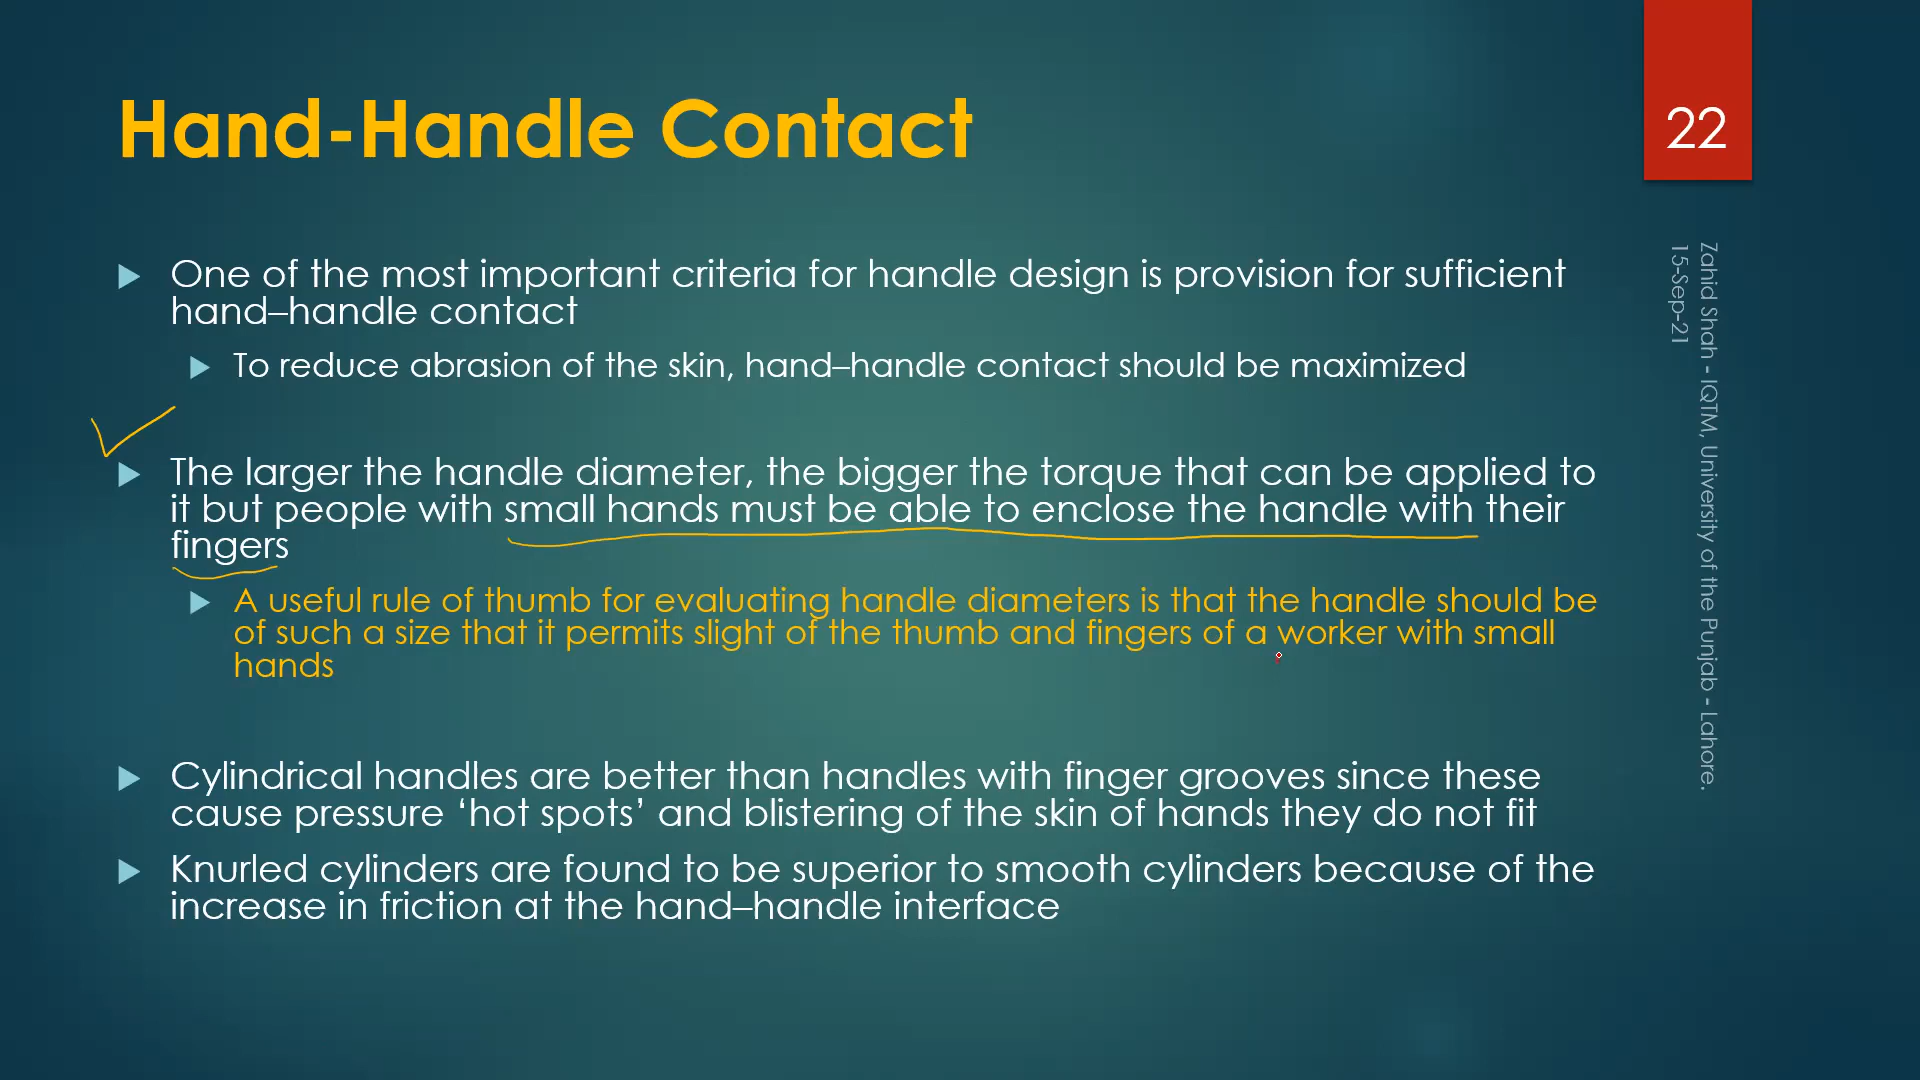 Hand-Handle Contact
22
One of the most important criteria for handle design is provision for sufficient
hand–handle contact
To reduce abrasion of the skin, hand–handle contact should be maximized
The larger the handle diameter, the bigger the torque that can be applied to
it but people with small hands must be able to enclose the handle with their
fingers
A useful rule of thumb for evaluating handle diameters is that the handle should be
of such a size that it permits slight of the thumb and fingers of a worker with small
hands
Cylindrical handles are better than handles with finger grooves since these
cause pressure ‘hot spots’ and blistering of the skin of hands they do not fit
Knurled cylinders are found to be superior to smooth cylinders because of the
increase in friction at the hand–handle interface
Zahid Shah - IQTM, University of the Punjab - Lahore.
15-Sep-21